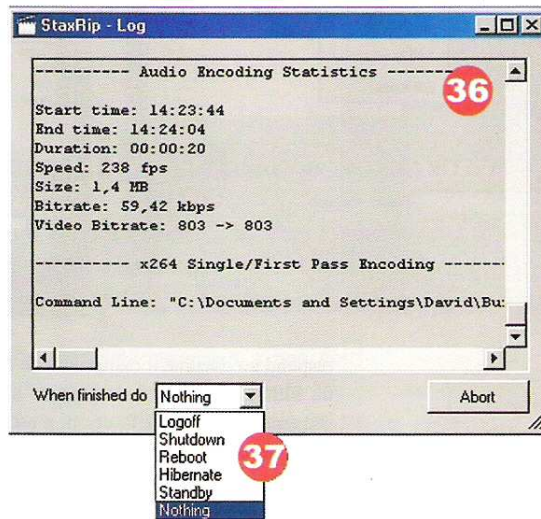 StaxRip - Log
---------- Audio Encoding Statistics -------
36
Start time: 14:23:44
End time: 14:24:04
Duration: 00:00:20
Speed: 238 fps
Size: 1,4 MB
Bitrate: 59,42 kbps
Video Bitrate: 803 -> 803
---------- x264 Single/First Pass Encoding ------
Command Line: "C:\Documents and Settings\David\Bu
When finished do Nothing Abort
Logoff
Shutdown
Reboot
37
Hibernate
Standby
Nothing